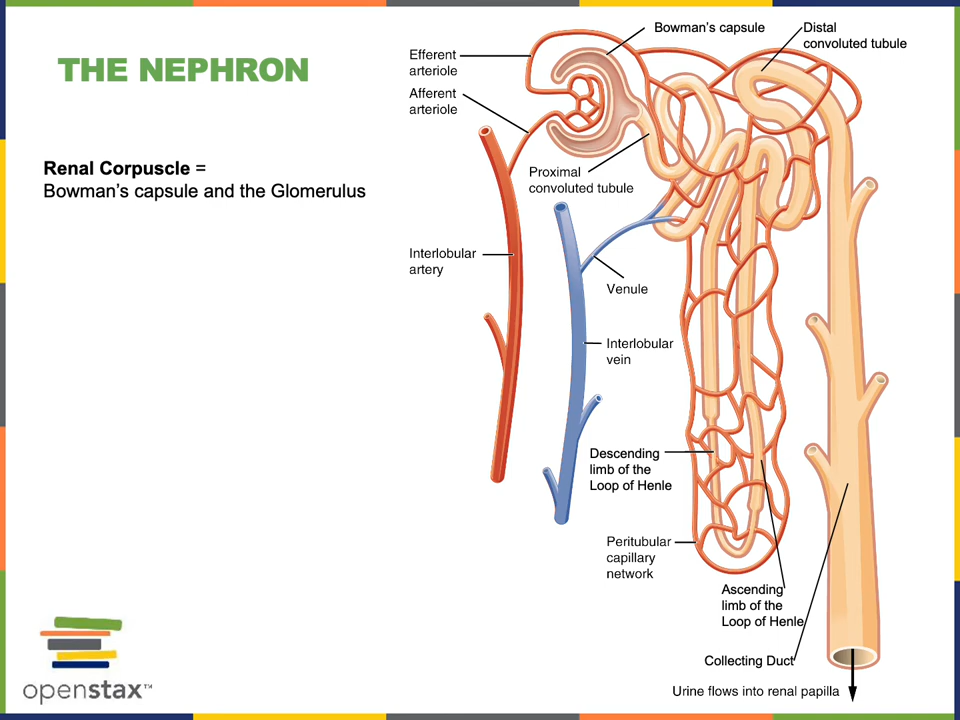 THE NEPHRON
Renal Corpuscle =
Bowman's capsule and the Glomerulus
Bowman's capsule
Distal
convoluted tubule
Efferent
arteriole
Afferent
arteriole
Proximal
convoluted tubule
Interlobular
artery
Venule
Interlobular
vein
Descending
limb of the
Loop of Henle
Peritubular
capillary
network
Ascending
limb of the
Loop of Henle
Collecting Duct
Urine flows into renal papilla
openstax™